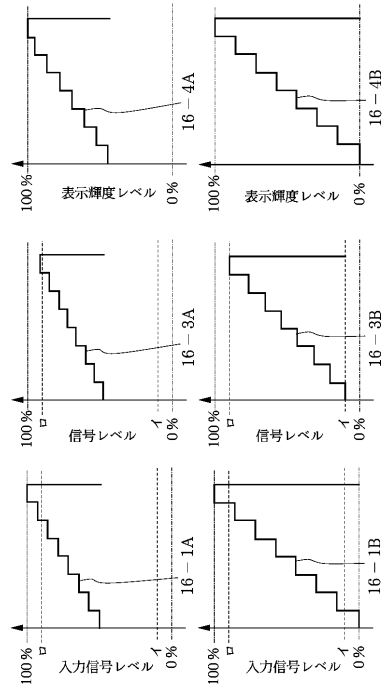 100%
ロ
入力信号レベル
イ
0%
16－1A
100%
ロ
信号レベル
イ
0%
16－3A
100%
表示輝度レベル
0%
16－4A
100%
ロ
入力信号レベル
イ
0%
16－1B
100%
ロ
信号レベル
イ
0%
16－3B
100%
表示輝度レベル
0%
16－4B